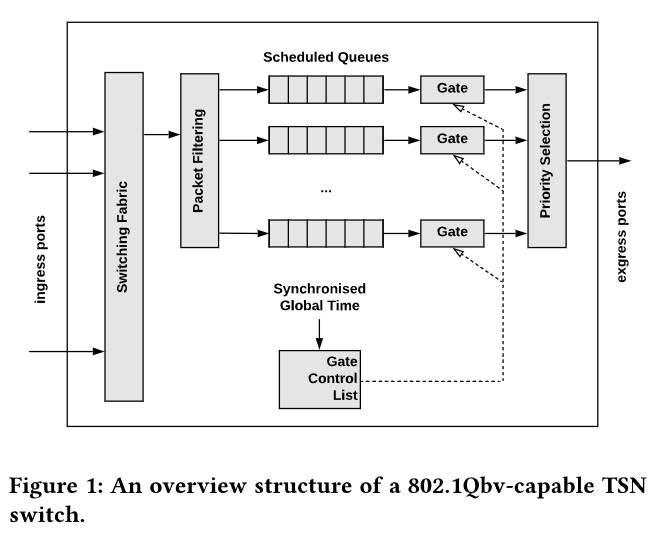 Scheduled Queues
Gate
Gate
...
Gate
Switching Fabric
Packet Filtering
Priority Selection
ingress ports
exgress ports
Synchronised
Global Time
Gate
Control
List
Figure 1: An overview structure of a 802.1Qbv-capable TSN
switch.